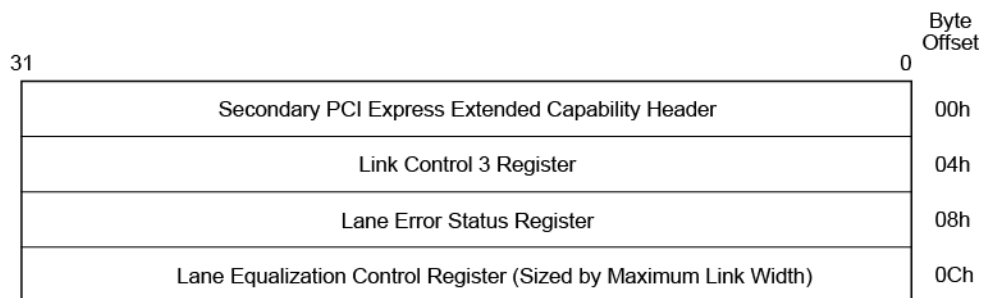 Byte
Offset
31 0
Secondary PCI Express Extended Capability Header 00h
Link Control 3 Register 04h
Lane Error Status Register 08h
Lane Equalization Control Register (Sized by Maximum Link Width) 0Ch